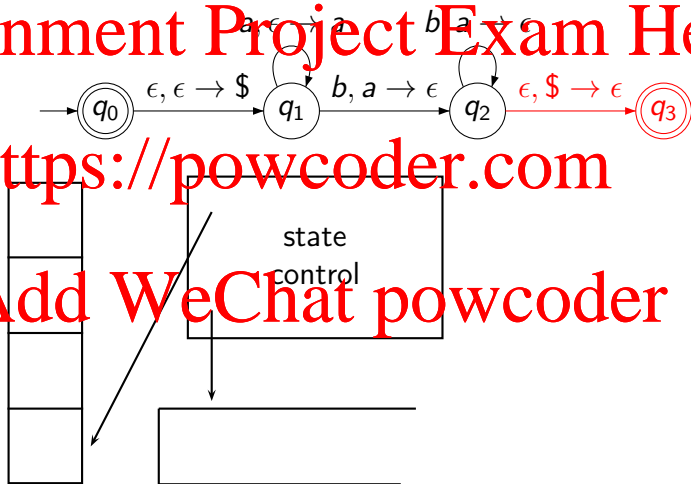 nment Project Exam He
a, ϵ → a b, a → ϵ
q0 ϵ, ϵ → $ q1 b, a → ϵ q2 ϵ, $ → ϵ q3
ttps://powcoder.com
state
control
Add WeChat powcoder